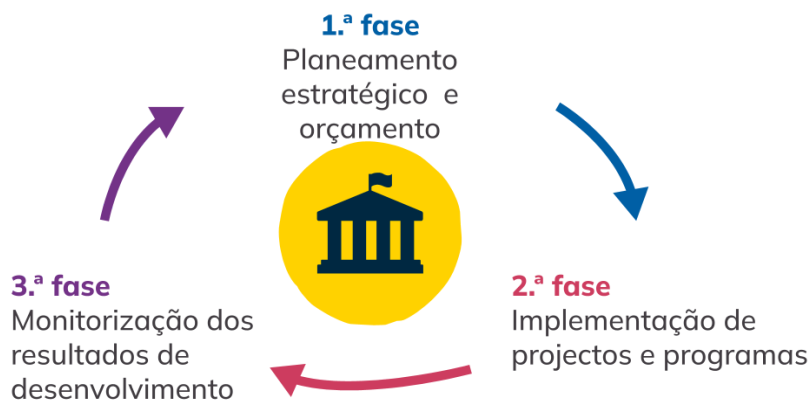 1.ª fase
Planeamento
estratégico e
orçamento
3.ª fase
Monitorização dos
resultados de
desenvolvimento
2.ª fase
Implementação de
projectos e programas